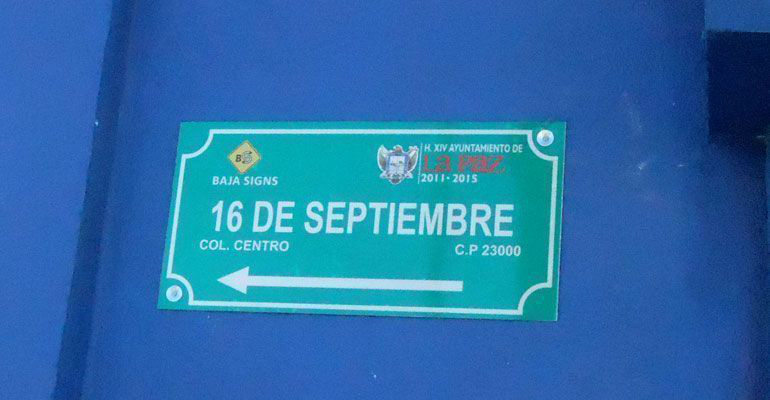 BAJA SIGNS
H. XIV AYUNTAMIENTO DE
La Paz
2011-2015
16 DE SEPTIEMBRE
COL. CENTRO
C.P 23000